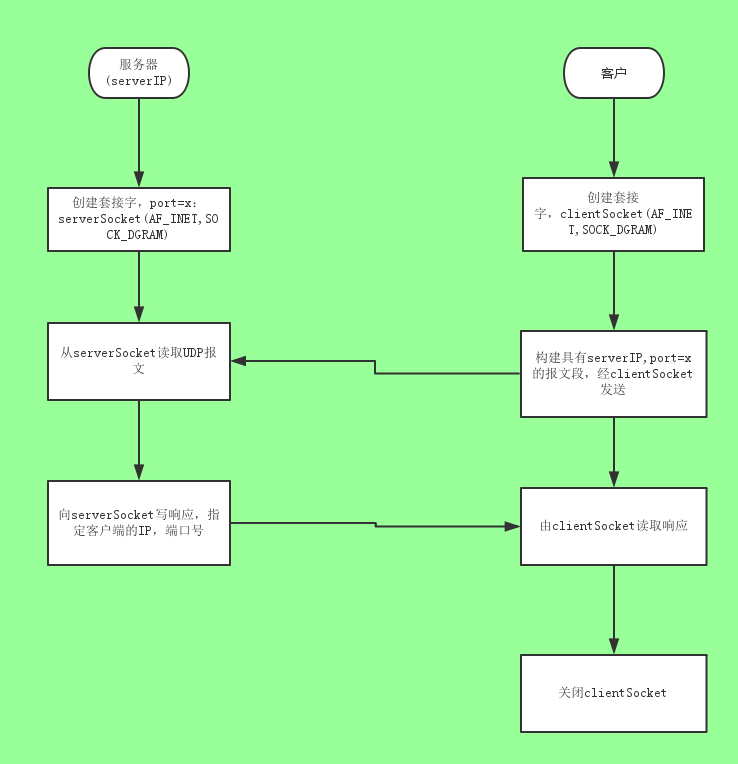 服务器
(serverIP)
客户
创建套接字，port=x：
serverSocket(AF_INET,SO
CK_DGRAM)
创建套接
字，clientSocket(AF_INE
T,SOCK_DGRAM)
从serverSocket读取UDP报
文
构建具有serverIP,port=x
的报文段，经clientSocket
发送
向serverSocket写响应，指
定客户端的IP，端口号
由clientSocket读取响应
关闭clientSocket